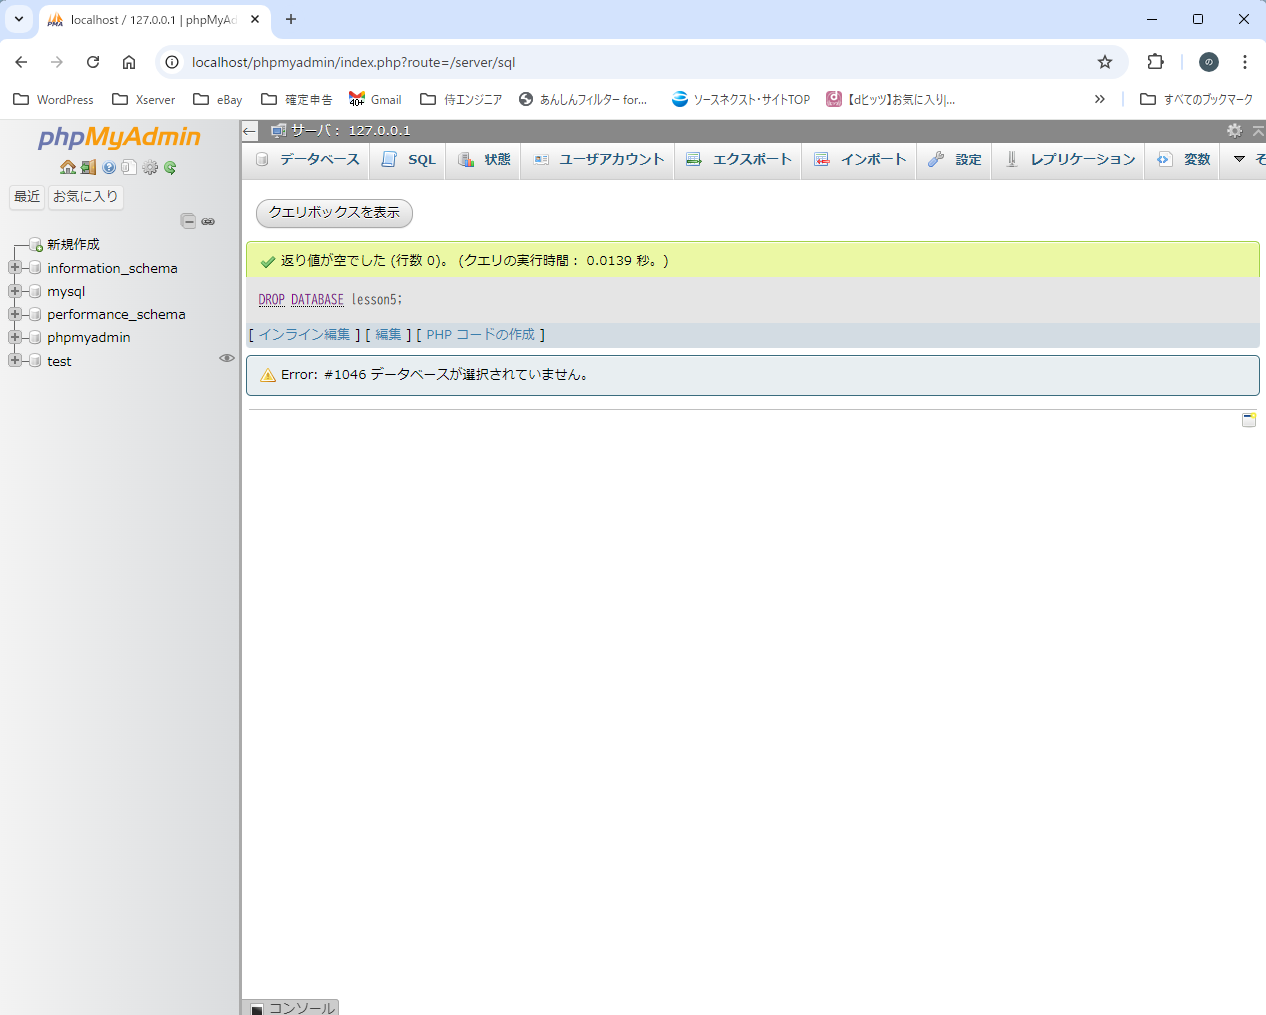 localhost / 127.0.0.1 | phpMyAd
localhost/phpmyadmin/index.php?route=/server/sql
の
WordPress
Xserver
eBay
確定申告
40+
Gmail
侍エンジニア
あんしんフィルター for...
ソースネクスト・サイトTOP
【dヒッツ】お気に入り|...
すべてのブックマーク
phpMyAdmin
最近
お気に入り
新規作成
information_schema
mysql
performance_schema
phpmyadmin
test
サーバ: 127.0.0.1
データベース
SQL
状態
ユーザアカウント
エクスポート
インポート
設定
レプリケーション
変数
そ
クエリボックスを表示
返り値が空でした (行数 0)。 (クエリの実行時間: 0.0139 秒。)
DROP DATABASE lesson5;
[ インライン編集 ] [ 編集 ] [ PHP コードの作成 ]
Error: #1046 データベースが選択されていません。
コンソール